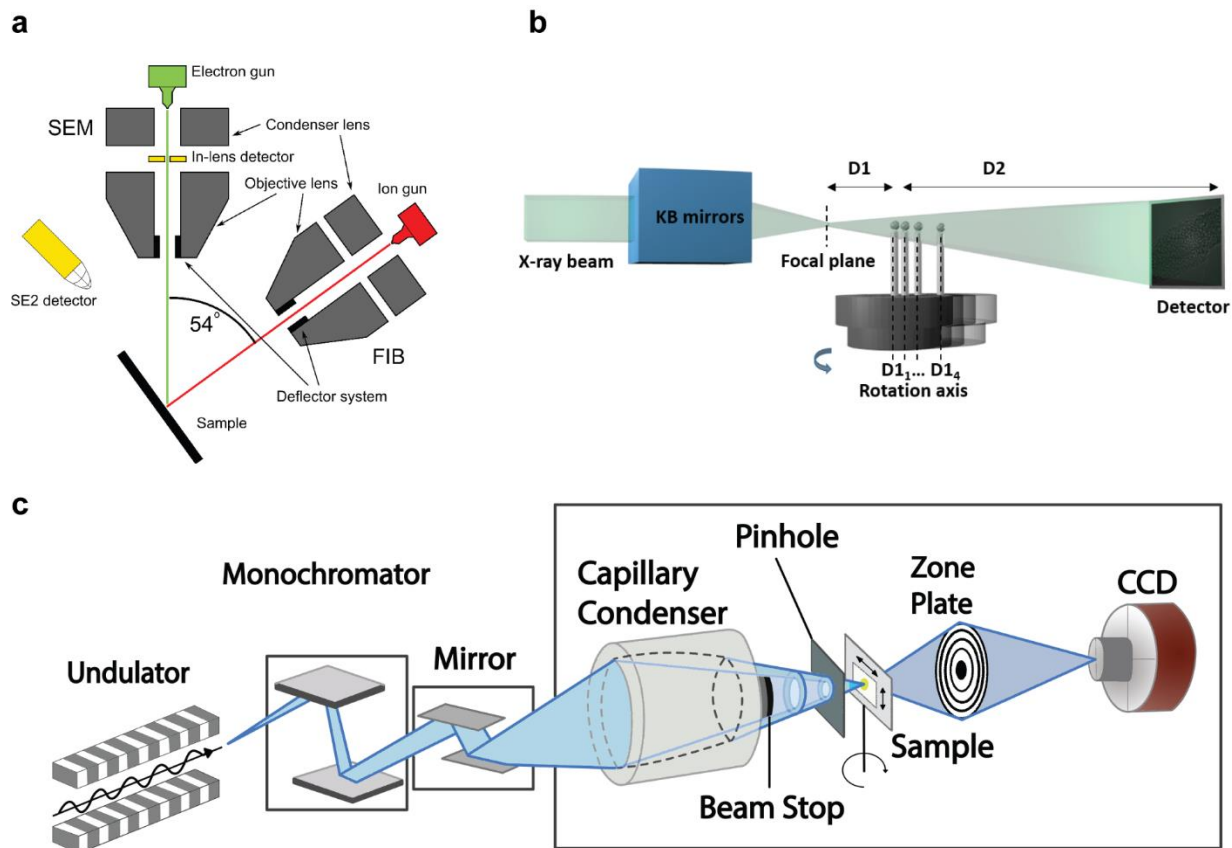 a
Electron gun
SEM
Condenser lens
In-lens detector
Objective lens
Ion gun
SE2 detector
54°
FIB
Deflector system
Sample
b
D1
D2
KB mirrors
X-ray beam
Focal plane
Detector
D1₁... D1₄
Rotation axis
c
Pinhole
Monochromator
Capillary
Condenser
Zone
Plate
CCD
Undulator
Mirror
Sample
Beam Stop